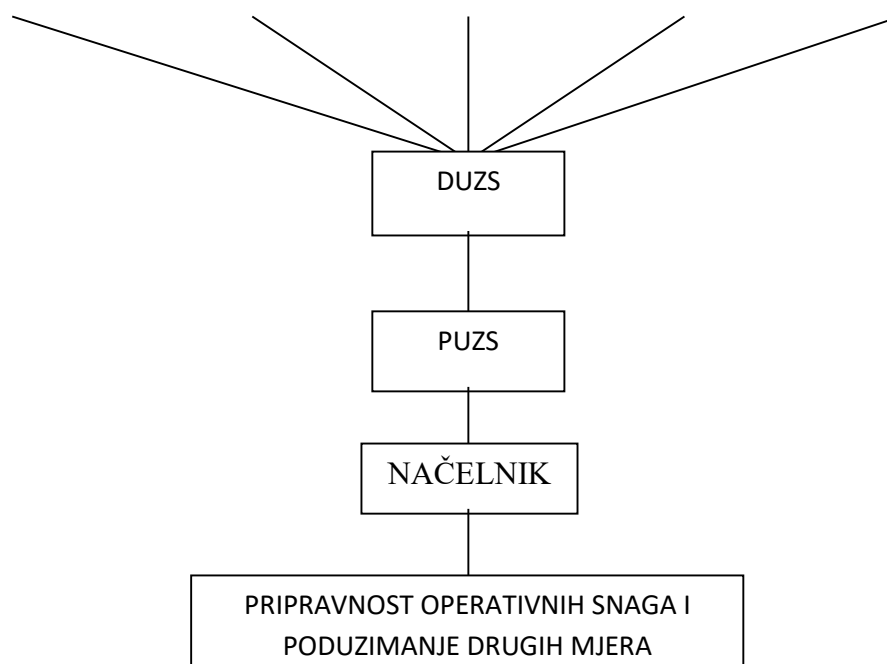 DUZS
PUZS
NAČELNIK
PRIPRAVNOST OPERATIVNIH SNAGA I
PODUZIMANJE DRUGIH MJERA